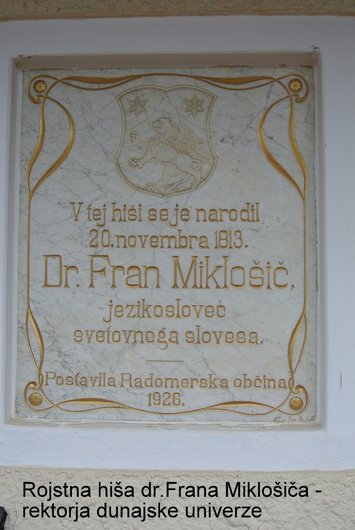 V tej hiši se je narodil
20. novembra 1813.
Dr. Fran Miklošič,
jezikoslovec
svetovnega slovesa.
Postavila Radomerska občina
1926.
Rojstna hiša dr.Frana Miklošiča -
rektorja dunajske univerze